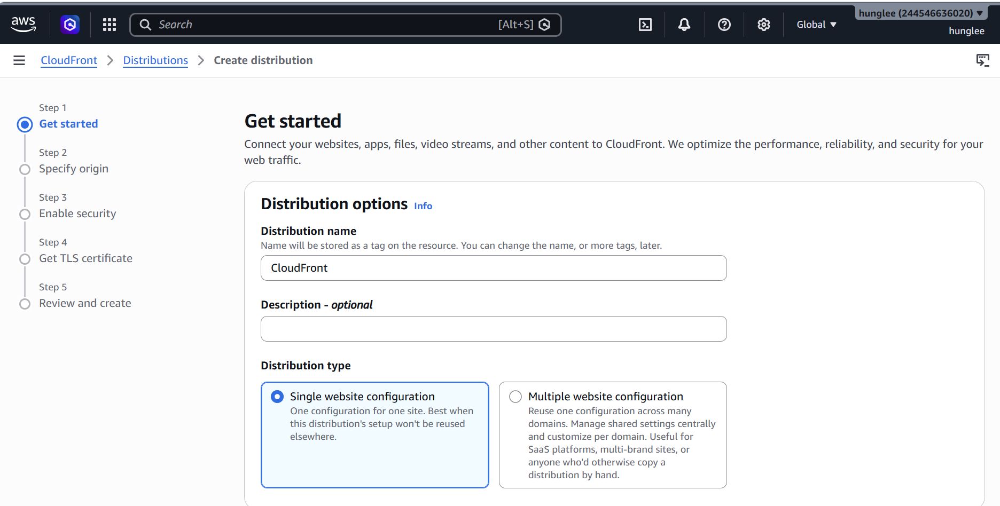 aws
Search
[Alt+S]
Global
hunglee (244546636020)
hunglee
CloudFront
Distributions
Create distribution
Step 1
Get started
Step 2
Specify origin
Step 3
Enable security
Step 4
Get TLS certificate
Step 5
Review and create
Get started
Connect your websites, apps, files, video streams, and other content to CloudFront. We optimize the performance, reliability, and security for your
web traffic.
Distribution options Info
Distribution name
Name will be stored as a tag on the resource. You can change the name, or more tags, later.
CloudFront
Description - optional
Distribution type
Single website configuration
One configuration for one site. Best when
this distribution's setup won't be reused
elsewhere.
Multiple website configuration
Reuse one configuration across many
domains. Manage shared settings centrally
and customize per domain. Useful for
SaaS platforms, multi-brand sites, or
anyone who'd otherwise copy a
distribution by hand.